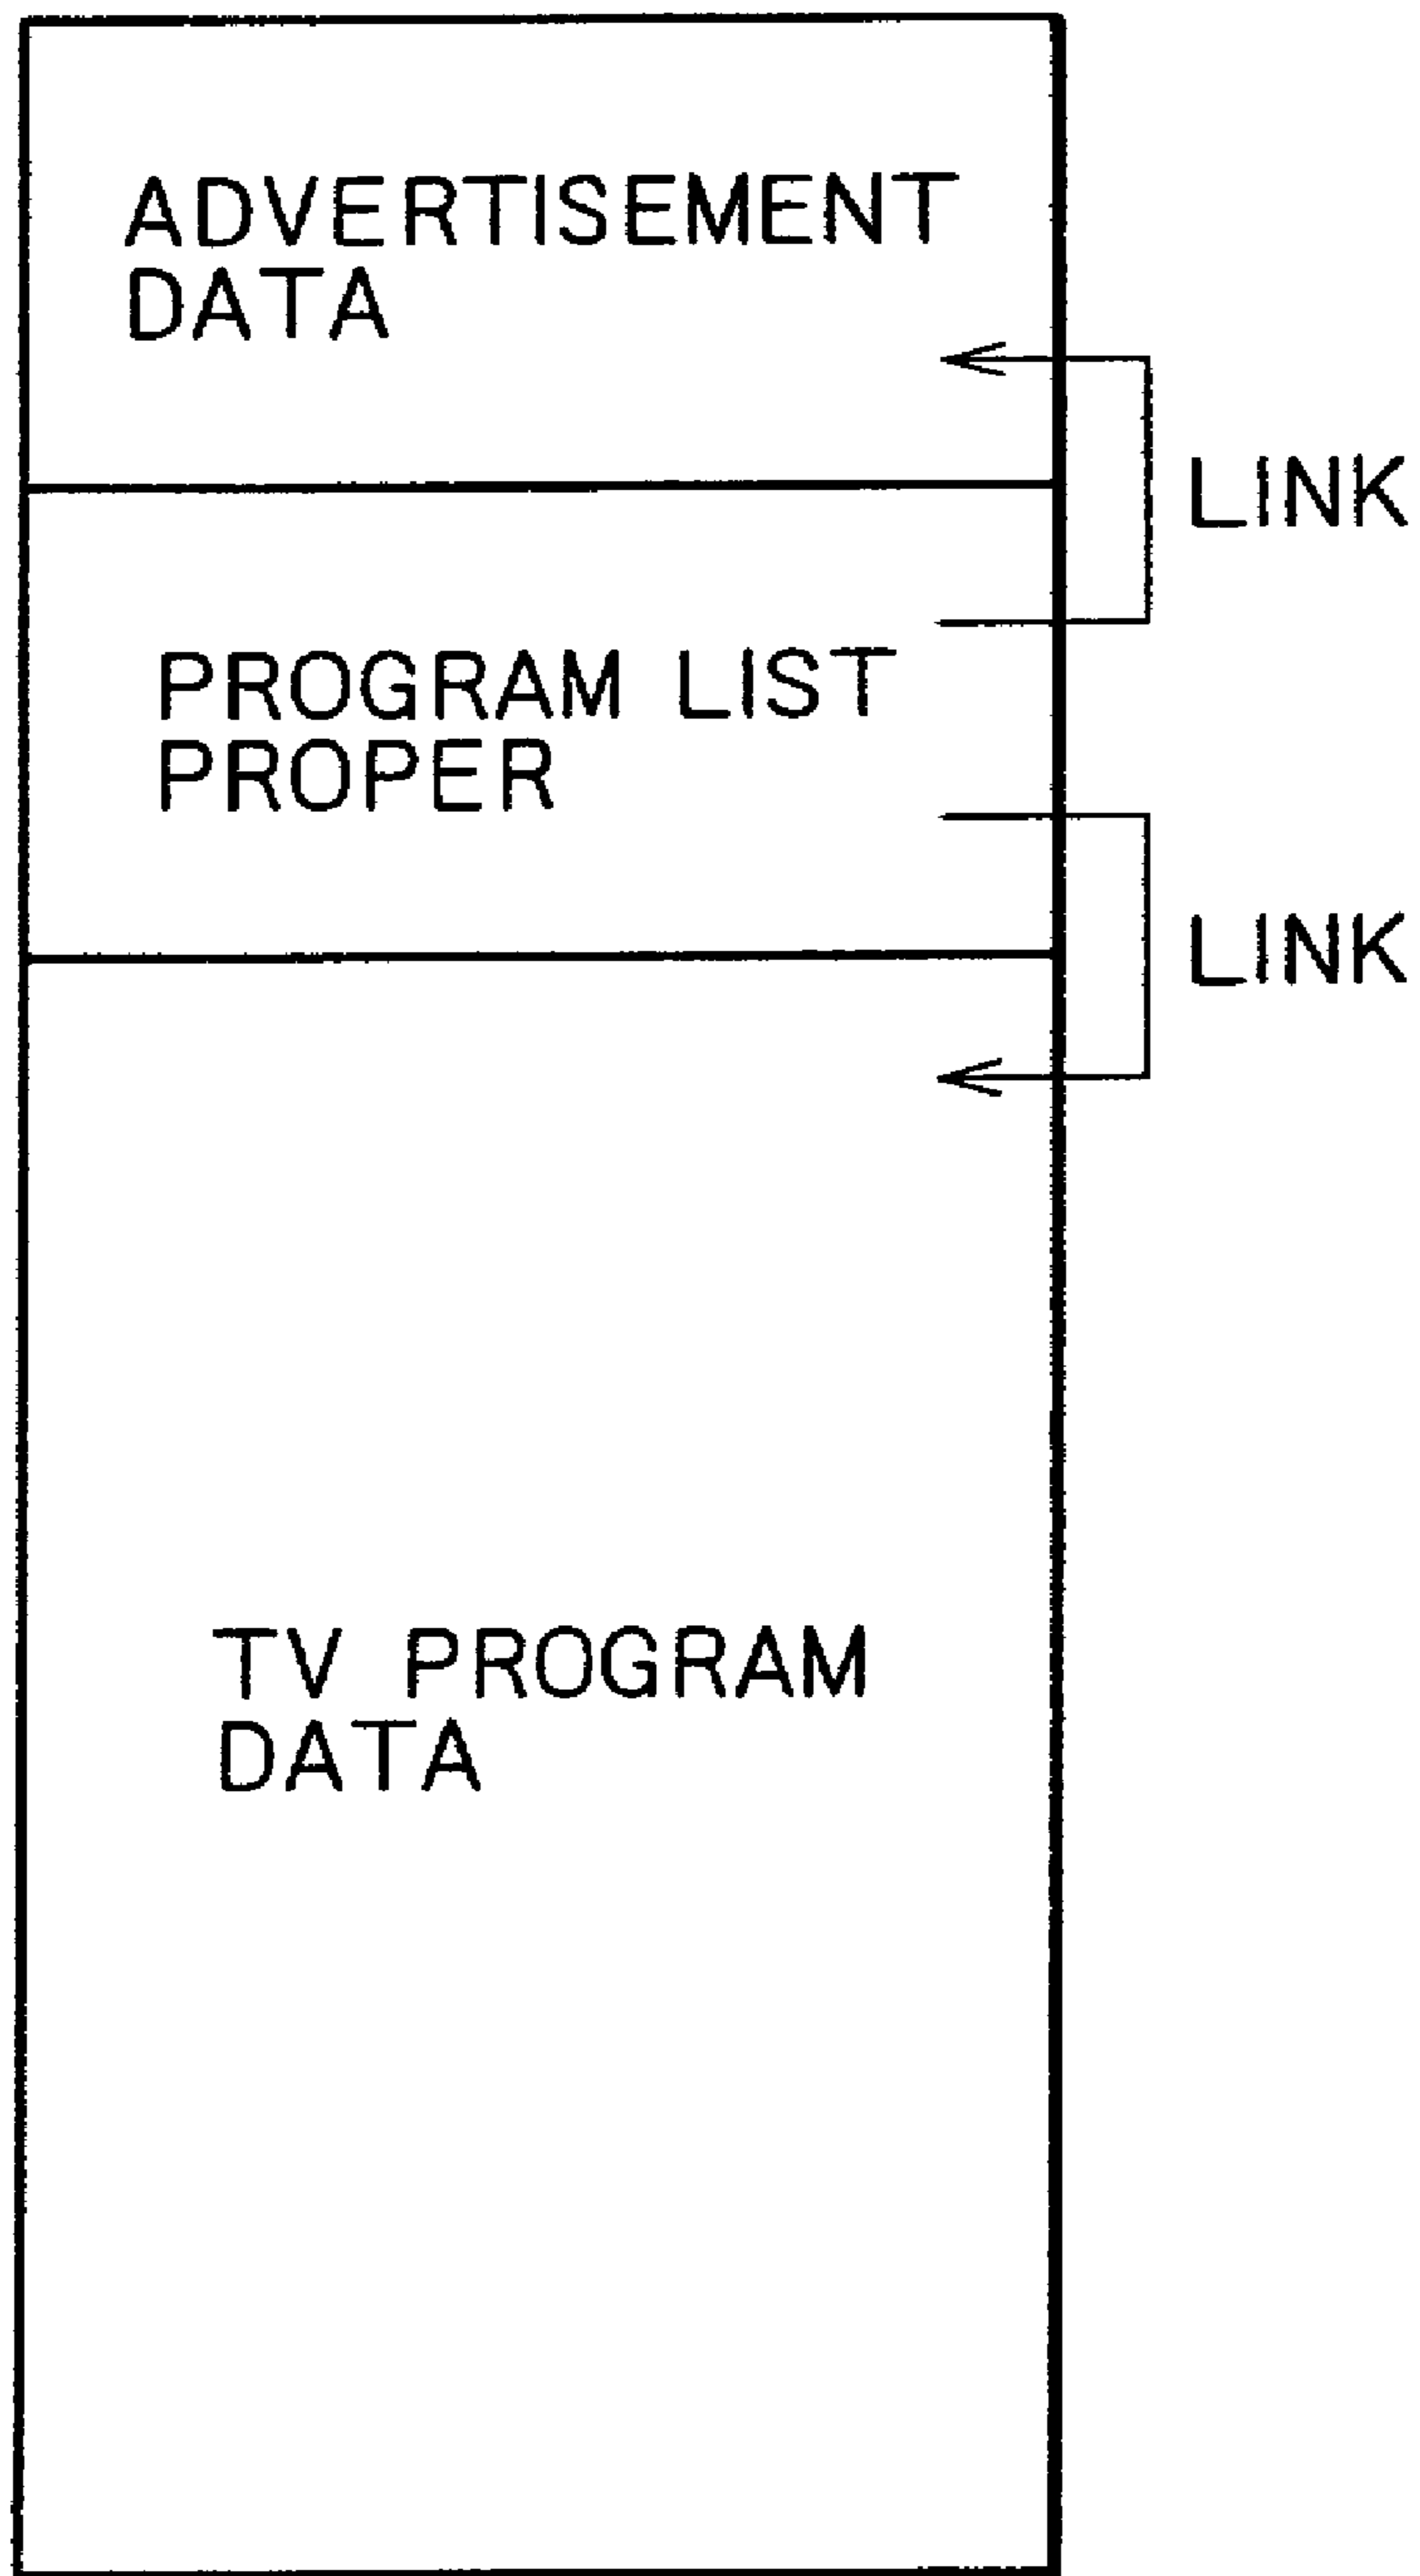 ADVERTISEMENT
DATA
LINK
PROGRAM LIST
PROPER
LINK
TV PROGRAM
DATA